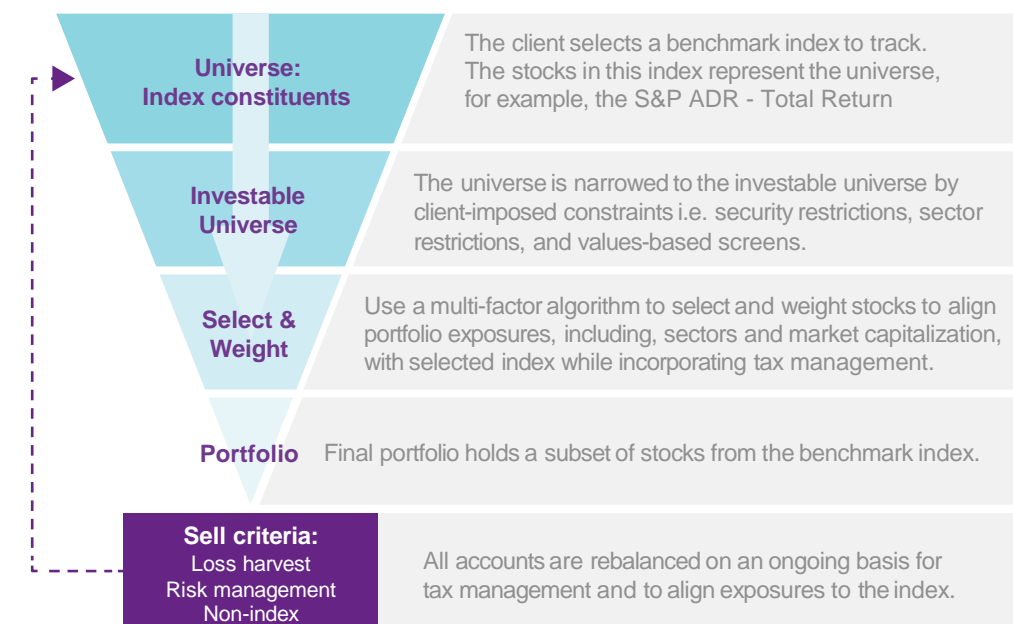 Universe:
Index constituents
The client selects a benchmark index to track.
The stocks in this index represent the universe,
for example, the S&P ADR - Total Return
Investable
Universe
The universe is narrowed to the investable universe by
client-imposed constraints i.e. security restrictions, sector
restrictions, and values-based screens.
Select &
Weight
Use a multi-factor algorithm to select and weight stocks to align
portfolio exposures, including, sectors and market capitalization,
with selected index while incorporating tax management.
Portfolio
Final portfolio holds a subset of stocks from the benchmark index.
Sell criteria:
Loss harvest
Risk management
Non-index
All accounts are rebalanced on an ongoing basis for
tax management and to align exposures to the index.